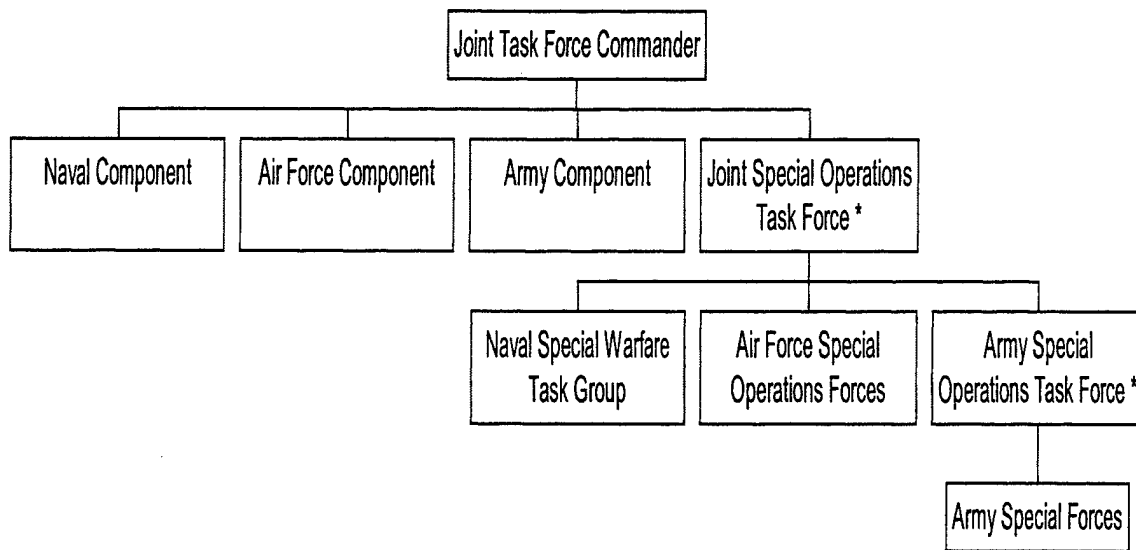 Joint Task Force Commander
Naval Component
Air Force Component
Army Component
Joint Special Operations
Task Force *
Naval Special Warfare
Task Group
Air Force Special
Operations Forces
Army Special
Operations Task Force *
Army Special Forces